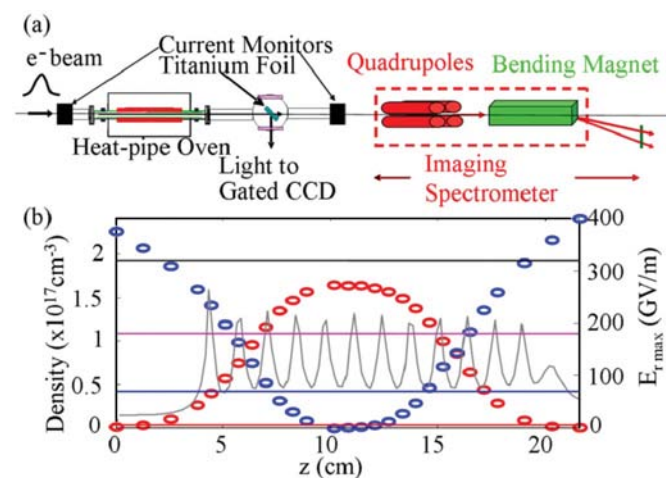 (a)
Current Monitors
Titanium Foil
e⁻ beam
Quadrupoles
Bending Magnet
Heat-pipe Oven
Light to
Gated CCD
Imaging
Spectrometer
(b)
Density (x10¹⁷cm⁻³)
2
1.5
1
0.5
0
400
300
200
100
0
E_r max (GV/m)
0 5 10 15 20
z (cm)